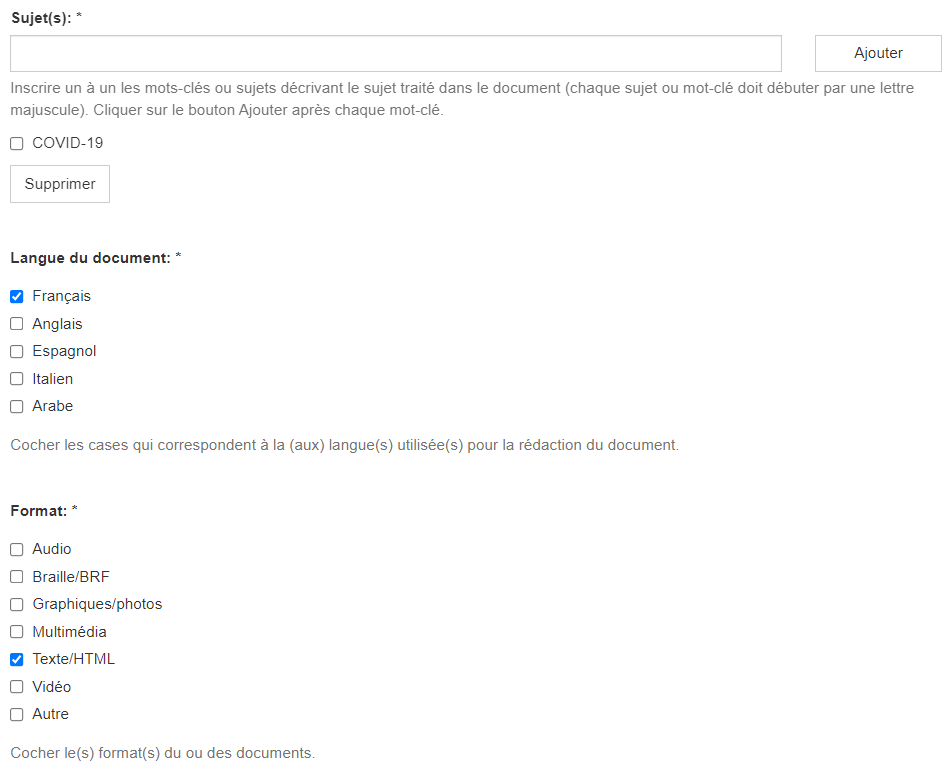 Sujet(s): *
Ajouter
Inscrire un à un les mots-clés ou sujets décrivant le sujet traité dans le document (chaque sujet ou mot-clé doit débuter par une lettre
majuscule). Cliquer sur le bouton Ajouter après chaque mot-clé.
COVID-19
Supprimer
Langue du document: *
Français
Anglais
Espagnol
Italien
Arabe
Cocher les cases qui correspondent à la (aux) langue(s) utilisée(s) pour la rédaction du document.
Format: *
Audio
Braille/BRF
Graphiques/photos
Multimédia
Texte/HTML
Vidéo
Autre
Cocher le(s) format(s) du ou des documents.